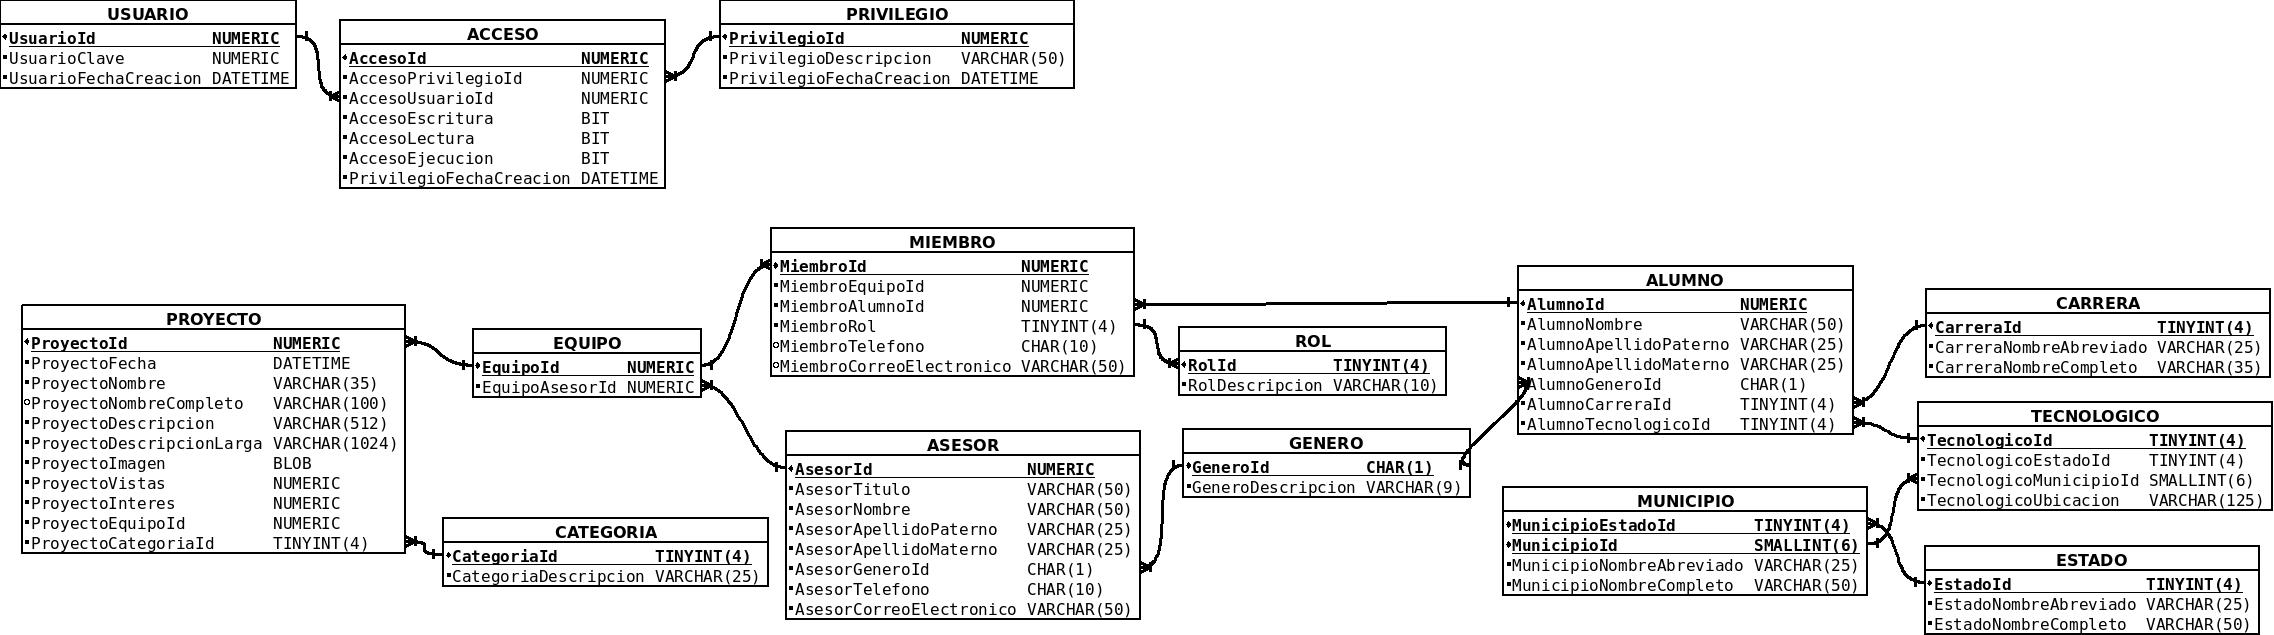 USUARIO
UsuarioId NUMERIC
UsuarioClave NUMERIC
UsuarioFechaCreacion DATETIME
ACCESO
AccesoId NUMERIC
AccesoPrivilegioId NUMERIC
AccesoUsuarioId NUMERIC
AccesoEscritura BIT
AccesoLectura BIT
AccesoEjecucion BIT
PrivilegioFechaCreacion DATETIME
PRIVILEGIO
PrivilegioId NUMERIC
PrivilegioDescripcion VARCHAR(50)
PrivilegioFechaCreacion DATETIME
PROYECTO
ProyectoId NUMERIC
ProyectoFecha DATETIME
ProyectoNombre VARCHAR(35)
ProyectoNombreCompleto VARCHAR(100)
ProyectoDescripcion VARCHAR(512)
ProyectoDescripcionLarga VARCHAR(1024)
ProyectoImagen BLOB
ProyectoVistas NUMERIC
ProyectoInteres NUMERIC
ProyectoEquipoId NUMERIC
ProyectoCategoriaId TINYINT(4)
EQUIPO
EquipoId NUMERIC
EquipoAsesorId NUMERIC
CATEGORIA
CategoriaId TINYINT(4)
CategoriaDescripcion VARCHAR(25)
MIEMBRO
MiembroId NUMERIC
MiembroEquipoId NUMERIC
MiembroAlumnoId NUMERIC
MiembroRol TINYINT(4)
MiembroTelefono CHAR(10)
MiembroCorreoElectronico VARCHAR(50)
ASESOR
AsesorId NUMERIC
AsesorTitulo VARCHAR(50)
AsesorNombre VARCHAR(50)
AsesorApellidoPaterno VARCHAR(25)
AsesorApellidoMaterno VARCHAR(25)
AsesorGeneroId CHAR(1)
AsesorTelefono CHAR(10)
AsesorCorreoElectronico VARCHAR(50)
ROL
RolId TINYINT(4)
RolDescripcion VARCHAR(10)
GENERO
GeneroId CHAR(1)
GeneroDescripcion VARCHAR(9)
ALUMNO
AlumnoId NUMERIC
AlumnoNombre VARCHAR(50)
AlumnoApellidoPaterno VARCHAR(25)
AlumnoApellidoMaterno VARCHAR(25)
AlumnoGeneroId CHAR(1)
AlumnoCarreraId TINYINT(4)
AlumnoTecnologicoId TINYINT(4)
MUNICIPIO
MunicipioEstadoId TINYINT(4)
MunicipioId SMALLINT(6)
MunicipioNombreAbreviado VARCHAR(25)
MunicipioNombreCompleto VARCHAR(50)
CARRERA
CarreraId TINYINT(4)
CarreraNombreAbreviado VARCHAR(25)
CarreraNombreCompleto VARCHAR(35)
TECNOLOGICO
TecnologicoId TINYINT(4)
TecnologicoEstadoId TINYINT(4)
TecnologicoMunicipioId SMALLINT(6)
TecnologicoUbicacion VARCHAR(125)
ESTADO
EstadoId TINYINT(4)
EstadoNombreAbreviado VARCHAR(25)
EstadoNombreCompleto VARCHAR(50)